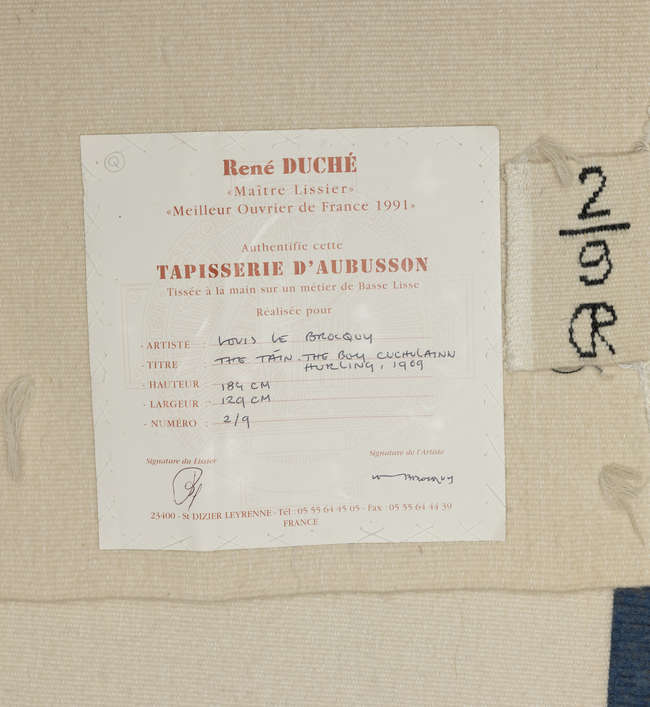 Q
René DUCHÉ
«Maître Lissier»
«Meilleur Ouvrier de France 1991»
Authentifie cette
TAPISSERIE D'AUBUSSON
Tissée à la main sur un métier de Basse Lisse
Réalisée pour
- ARTISTE : LOUIS LE BROCQUY
- TITRE THE TÁIN. THE BOY CUCHULAINN
HURLING, 1969
- HAUTEUR : 184 CM
- LARGEUR : 129 CM
- NUMÉRO : 2/9
Signature du Lissier
Signature de l'Artiste
23400 - St DIZIER LEYRENNE - Tél : 05 55 64 45 05 - Fax : 05 55 64 44 39
FRANCE
2/9